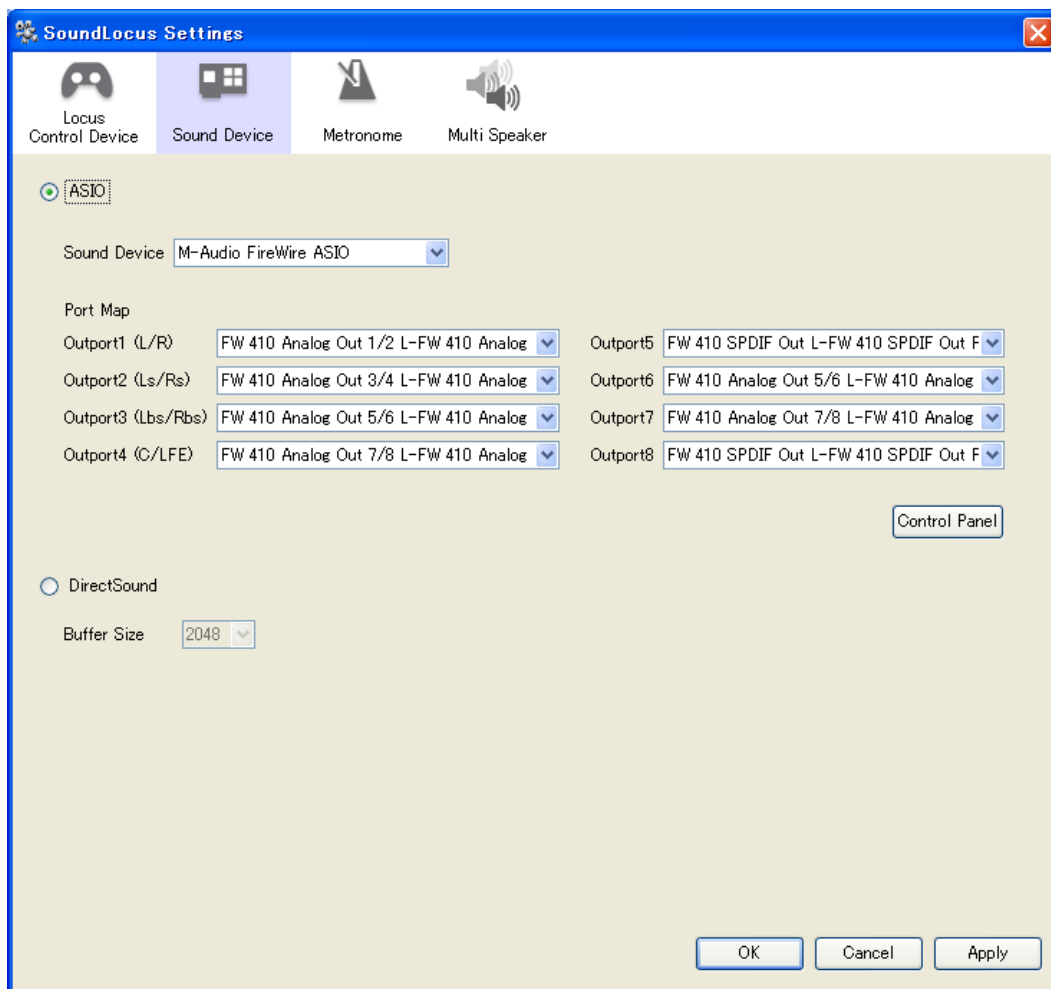 SoundLocus Settings
Locus
Control Device
Sound Device
Metronome
Multi Speaker
ASIO
Sound Device M-Audio FireWire ASIO
Port Map
Outport1 (L/R) FW 410 Analog Out 1/2 L-FW 410 Analog Outport5 FW 410 SPDIF Out L-FW 410 SPDIF Out F
Outport2 (Ls/Rs) FW 410 Analog Out 3/4 L-FW 410 Analog Outport6 FW 410 Analog Out 5/6 L-FW 410 Analog
Outport3 (Lbs/Rbs) FW 410 Analog Out 5/6 L-FW 410 Analog Outport7 FW 410 Analog Out 7/8 L-FW 410 Analog
Outport4 (C/LFE) FW 410 Analog Out 7/8 L-FW 410 Analog Outport8 FW 410 SPDIF Out L-FW 410 SPDIF Out F
Control Panel
DirectSound
Buffer Size 2048
OK Cancel Apply